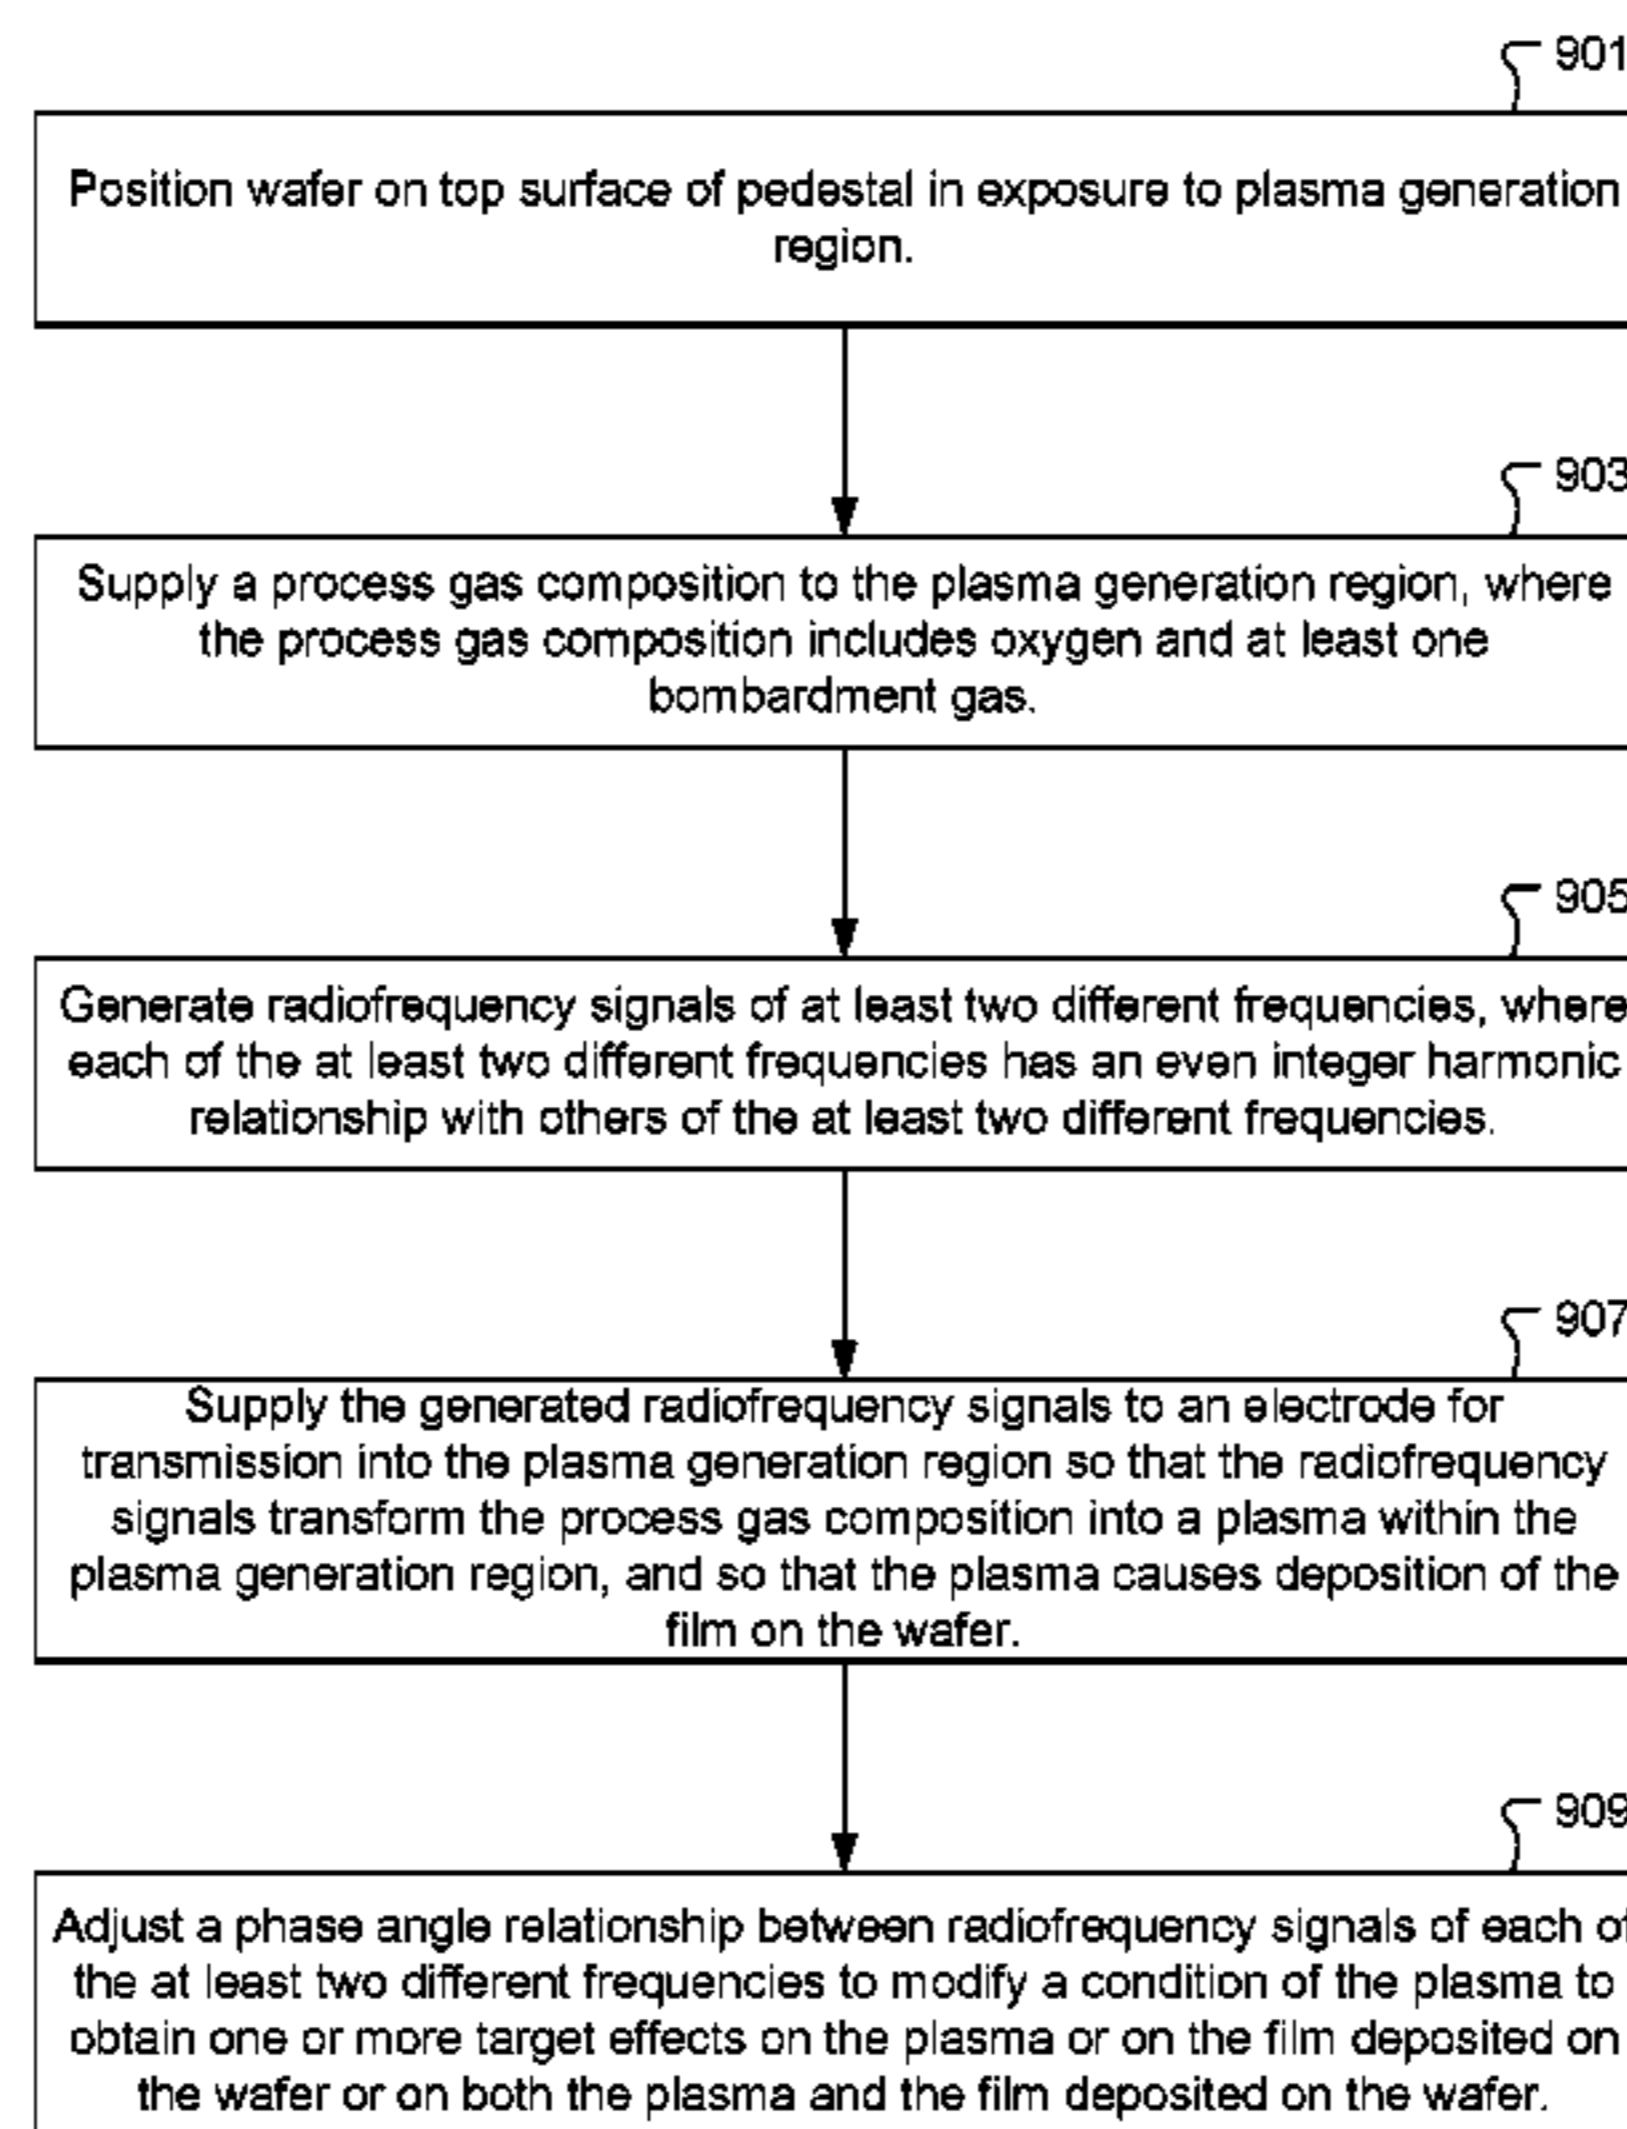 901
Position wafer on top surface of pedestal in exposure to plasma generation
region.
903
Supply a process gas composition to the plasma generation region, where
the process gas composition includes oxygen and at least one
bombardment gas.
905
Generate radiofrequency signals of at least two different frequencies, where
each of the at least two different frequencies has an even integer harmonic
relationship with others of the at least two different frequencies.
907
Supply the generated radiofrequency signals to an electrode for
transmission into the plasma generation region so that the radiofrequency
signals transform the process gas composition into a plasma within the
plasma generation region, and so that the plasma causes deposition of the
film on the wafer.
909
Adjust a phase angle relationship between radiofrequency signals of each of
the at least two different frequencies to modify a condition of the plasma to
obtain one or more target effects on the plasma or on the film deposited on
the wafer or on both the plasma and the film deposited on the wafer.